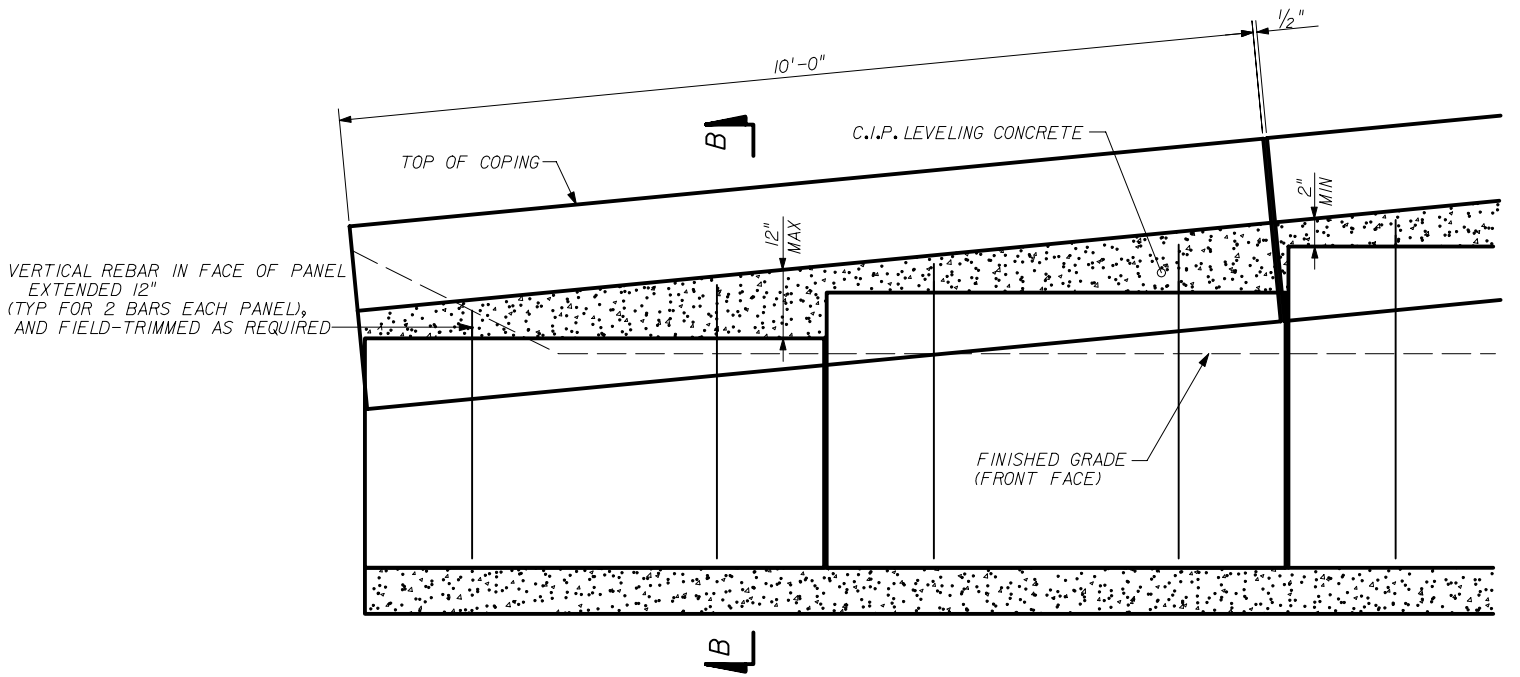 1/2"
10'-0"
B
C.I.P. LEVELING CONCRETE
TOP OF COPING
2"
MIN
12"
MAX
VERTICAL REBAR IN FACE OF PANEL
EXTENDED 12"
(TYP FOR 2 BARS EACH PANEL),
AND FIELD-TRIMMED AS REQUIRED
FINISHED GRADE
(FRONT FACE)
B